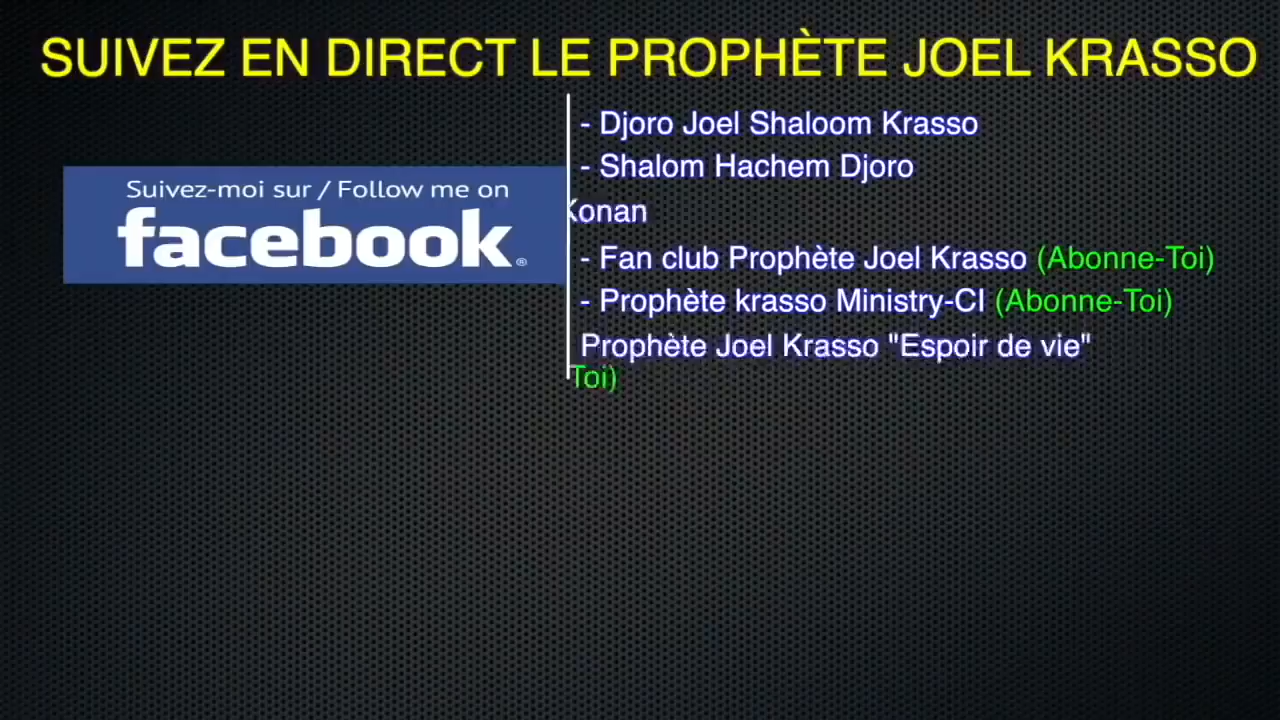 SUIVEZ EN DIRECT LE PROPHÈTE JOEL KRASSO
Suivez-moi sur / Follow me on
facebook®
- Djoro Joel Shaloom Krasso
- Shalom Hachem Djoro
Konan
- Fan club Prophète Joel Krasso (Abonne-Toi)
- Prophète krasso Ministry-CI (Abonne-Toi)
Prophète Joel Krasso "Espoir de vie"
Toi)